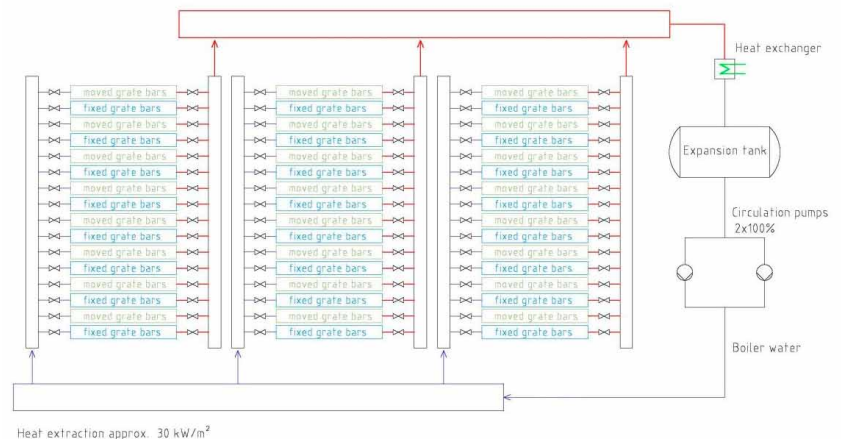 moved grate bars
fixed grate bars
moved grate bars
fixed grate bars
moved grate bars
fixed grate bars
moved grate bars
fixed grate bars
moved grate bars
fixed grate bars
moved grate bars
fixed grate bars
moved grate bars
fixed grate bars
moved grate bars
fixed grate bars
moved grate bars
fixed grate bars
moved grate bars
fixed grate bars
moved grate bars
fixed grate bars
moved grate bars
fixed grate bars
moved grate bars
fixed grate bars
moved grate bars
fixed grate bars
moved grate bars
fixed grate bars
moved grate bars
fixed grate bars
moved grate bars
fixed grate bars
moved grate bars
fixed grate bars
moved grate bars
fixed grate bars
moved grate bars
fixed grate bars
moved grate bars
fixed grate bars
moved grate bars
fixed grate bars
moved grate bars
fixed grate bars
moved grate bars
fixed grate bars
Heat exchanger
Expansion tank
Circulation pumps
2x100%
Boiler water
Heat extraction approx. 30 kW/m²